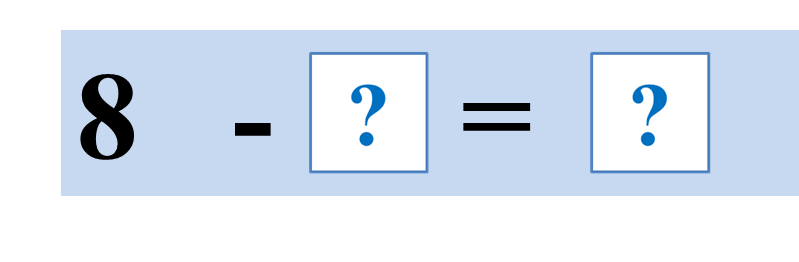 8 - ? = ?